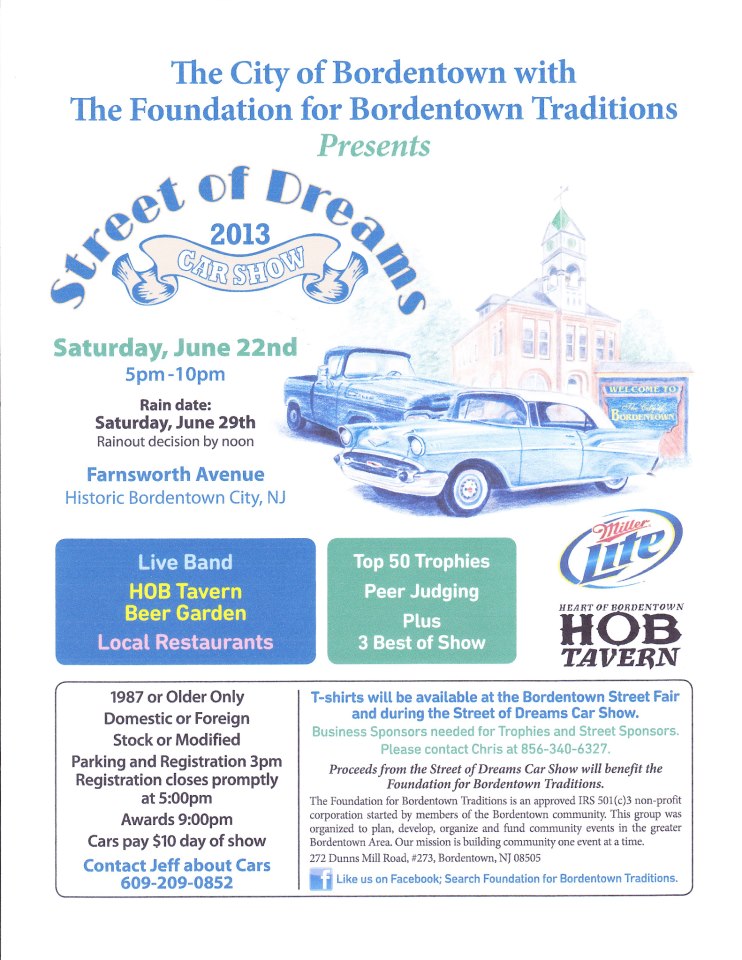 The City of Bordentown with
The Foundation for Bordentown Traditions
Presents
Street of Dreams
2013
CAR SHOW
Saturday, June 22nd
5pm-10pm
Rain date:
Saturday, June 29th
Rainout decision by noon
Farnsworth Avenue
Historic Bordentown City, NJ
WELCOME TO
The City of
BORDENTOWN
Live Band
HOB Tavern
Beer Garden
Local Restaurants
Top 50 Trophies
Peer Judging
Plus
3 Best of Show
Miller
Lite
HEART OF BORDENTOWN
HOB
TAVERN
1987 or Older Only
Domestic or Foreign
Stock or Modified
Parking and Registration 3pm
Registration closes promptly
at 5:00pm
Awards 9:00pm
Cars pay $10 day of show
Contact Jeff about Cars
609-209-0852
T-shirts will be available at the Bordentown Street Fair
and during the Street of Dreams Car Show.
Business Sponsors needed for Trophies and Street Sponsors.
Please contact Chris at 856-340-6327.
Proceeds from the Street of Dreams Car Show will benefit the
Foundation for Bordentown Traditions.
The Foundation for Bordentown Traditions is an approved IRS 501(c)3 non-profit
corporation started by members of the Bordentown community. This group was
organized to plan, develop, organize and fund community events in the greater
Bordentown Area. Our mission is building community one event at a time.
272 Dunns Mill Road, #273, Bordentown, NJ 08505
f Like us on Facebook; Search Foundation for Bordentown Traditions.